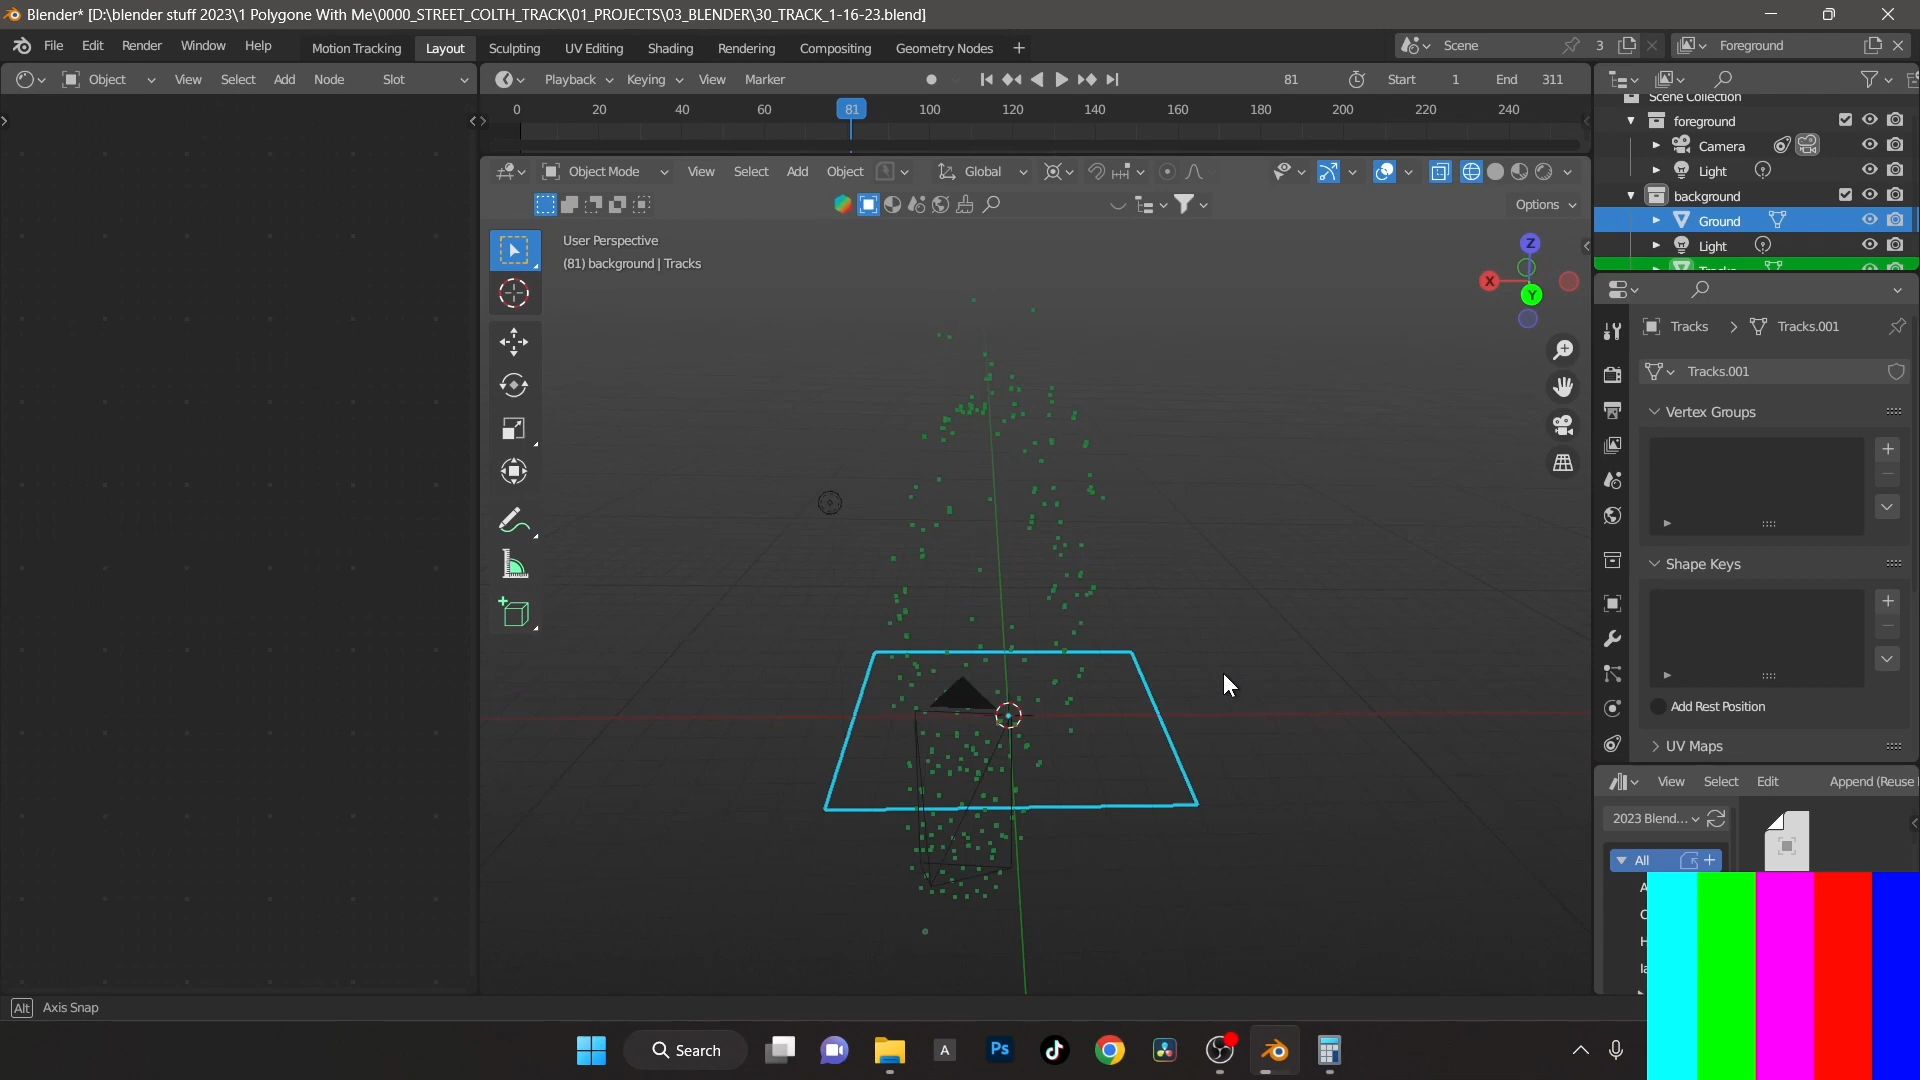 Blender* [D:\blender stuff 2023\1 Polygone With Me\0000_STREET_COLTH_TRACK\01_PROJECTS\03_BLENDER\30_TRACK_1-16-23.blend]
File Edit Render Window Help Motion Tracking Layout Sculpting UV Editing Shading Rendering Compositing Geometry Nodes + Scene 3 Foreground
Object View Select Add Node Slot Playback Keying View Marker 81 Start 1 End 311
0 20 40 60 81 100 120 140 160 180 200 220 240
Scene Collection
foreground
Camera
Light
background
Ground
Light
Object Mode View Select Add Object Global
Options
User Perspective
(81) background | Tracks
Z
X
Y
Tracks > Tracks.001
Tracks.001
Vertex Groups
Shape Keys
Add Rest Position
UV Maps
View Select Edit Append (Reuse
2023 Blend...
All
Alt Axis Snap
Search
A
Ps